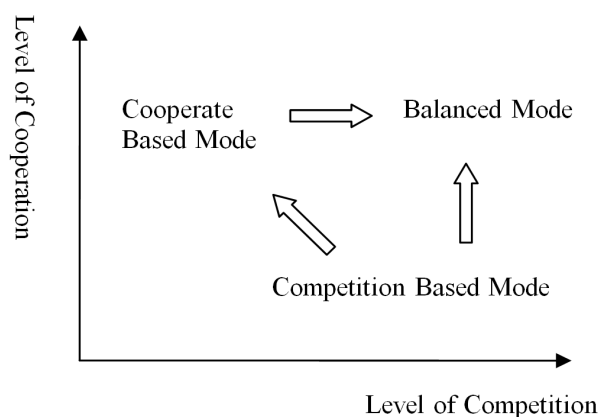 Level of Cooperation
Cooperate
Based Mode
Balanced Mode
Competition Based Mode
Level of Competition